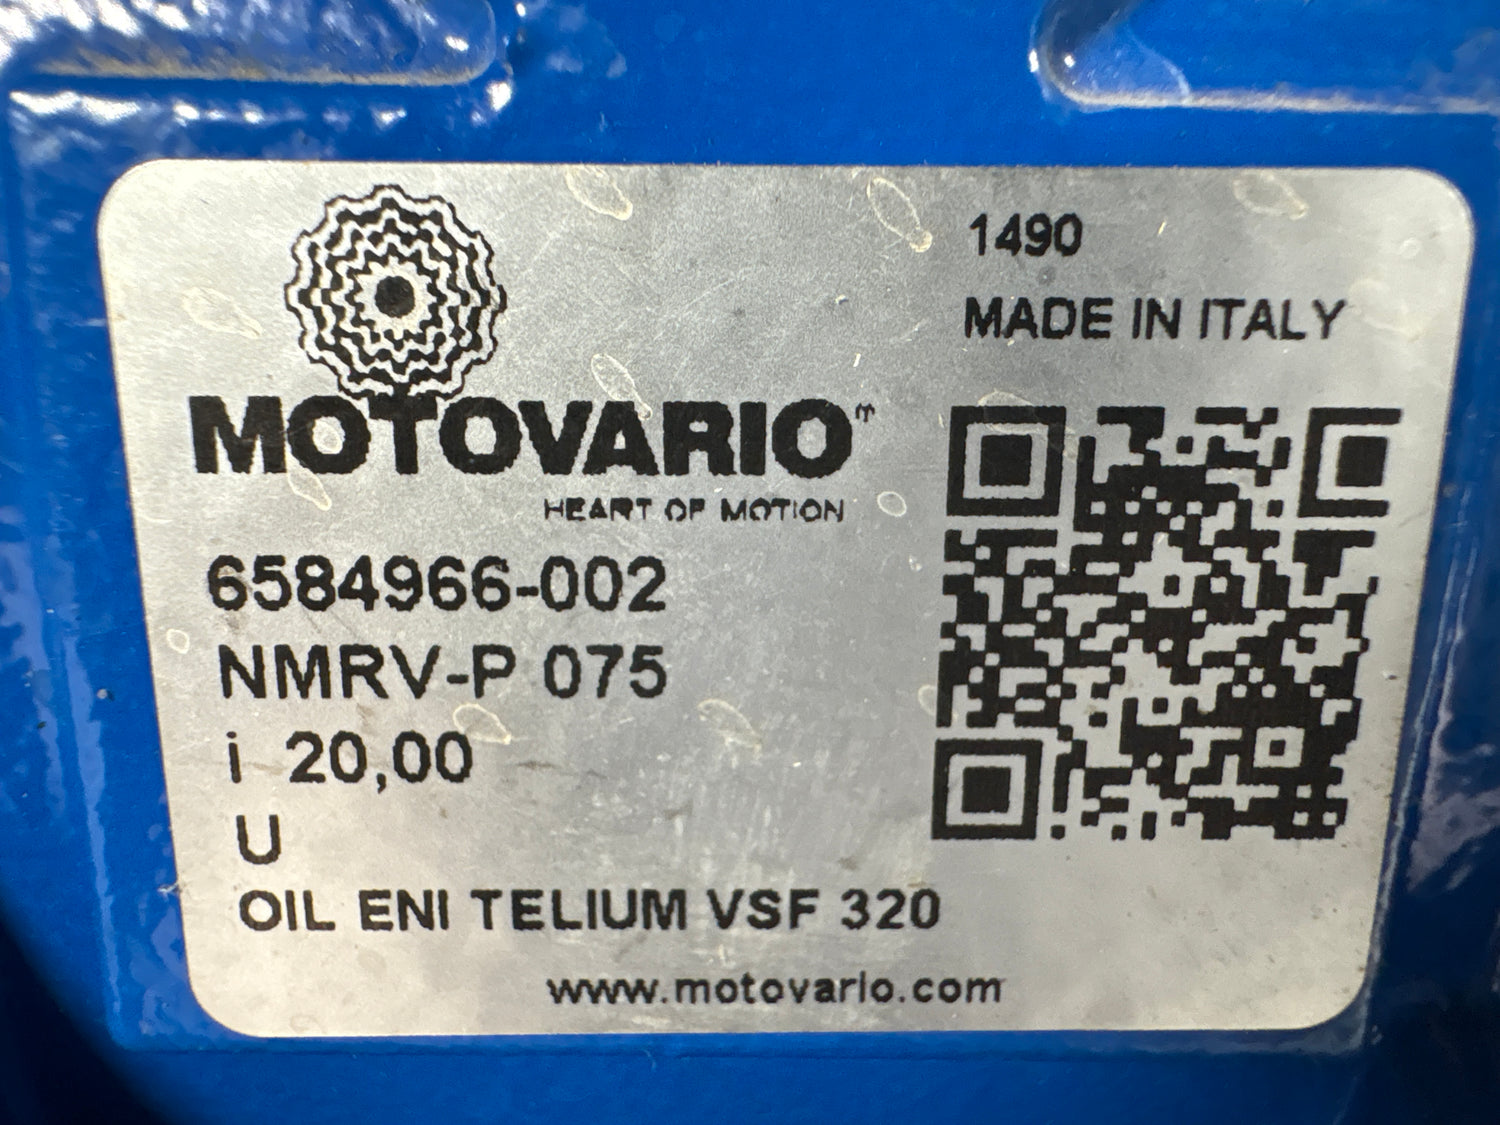 1490
MADE IN ITALY
MOTOVARIO™
HEART OF MOTION
6584966-002
NMRV-P 075
i 20,00
U
OIL ENI TELIUM VSF 320
www.motovario.com